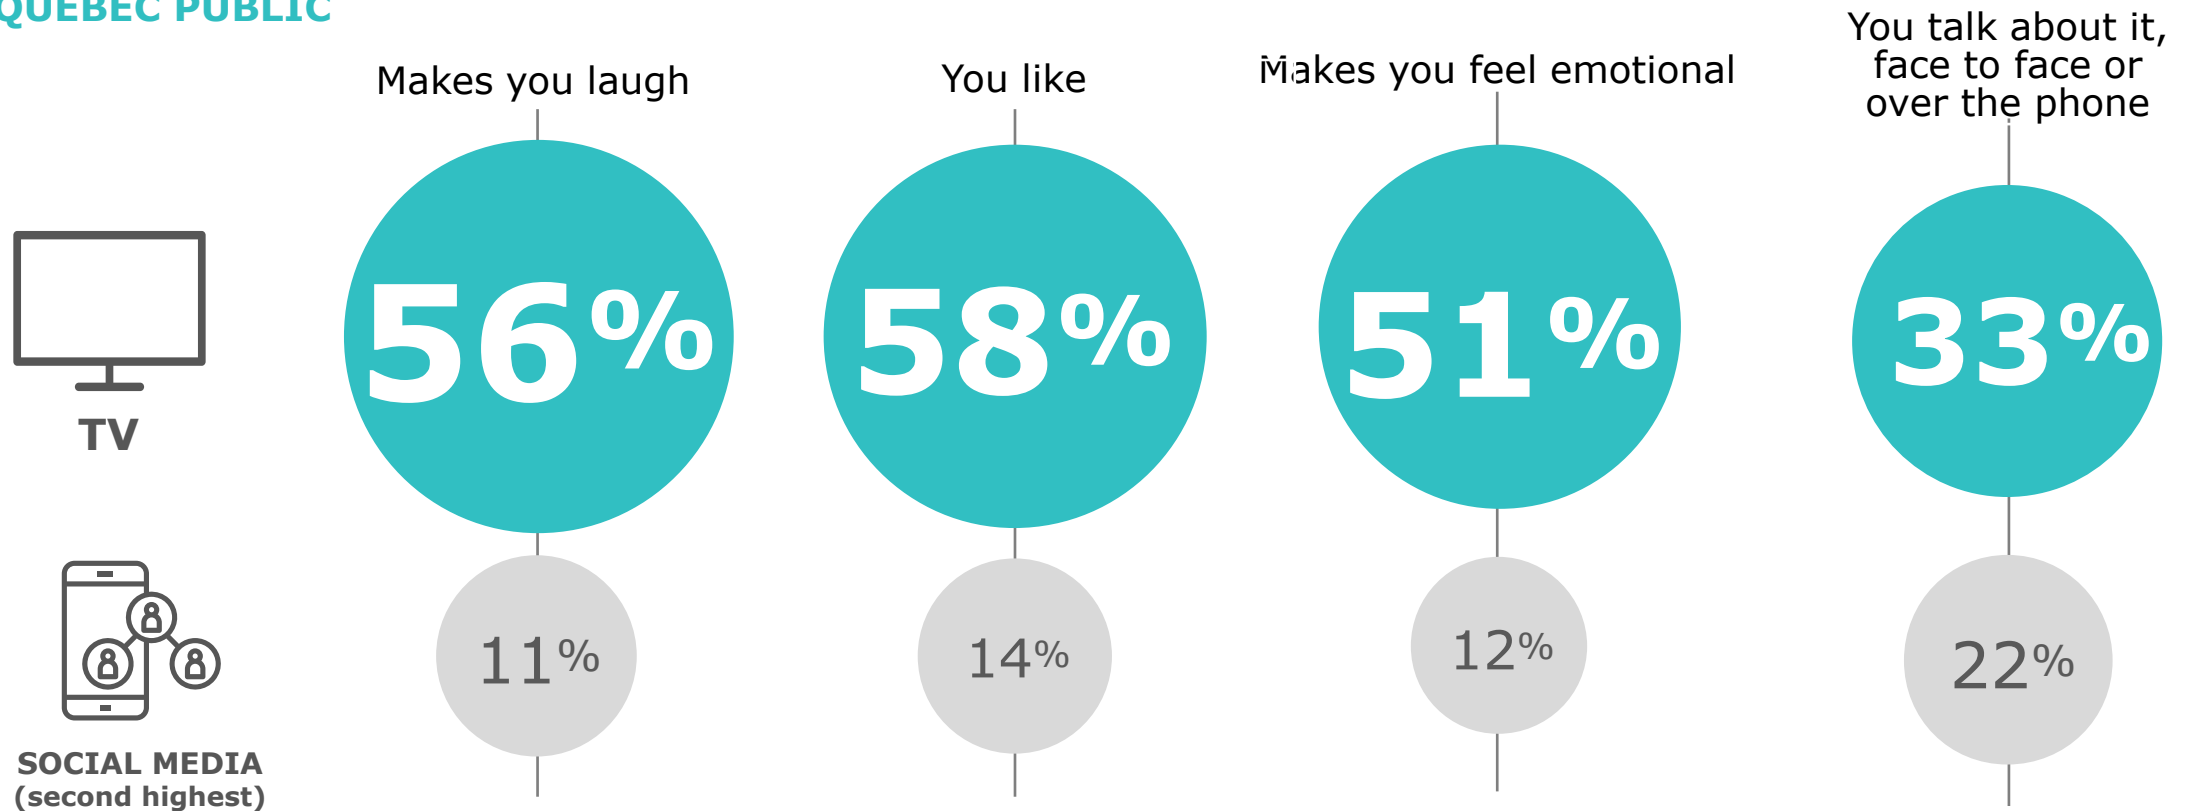 QUEBEC PUBLIC
Makes you laugh
You like
Makes you feel emotional
You talk about it,
face to face or
over the phone
TV
56%
58%
51%
33%
SOCIAL MEDIA
(second highest)
11%
14%
12%
22%